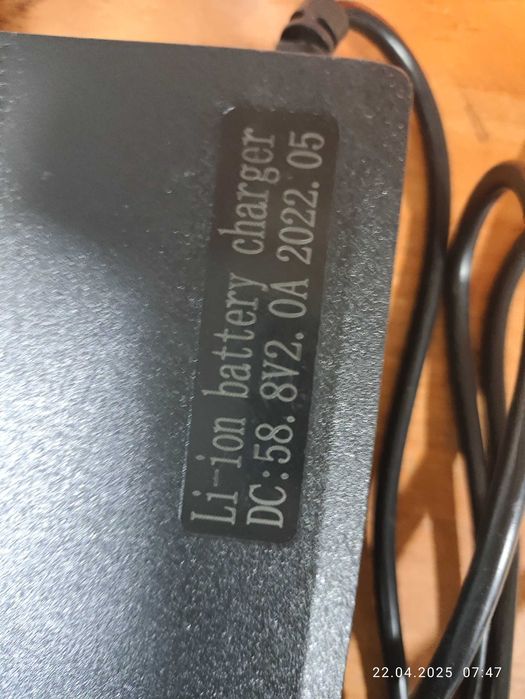 Li-ion battery charger
DC:58.8V2.0A 2022.05
22.04.2025 07:47